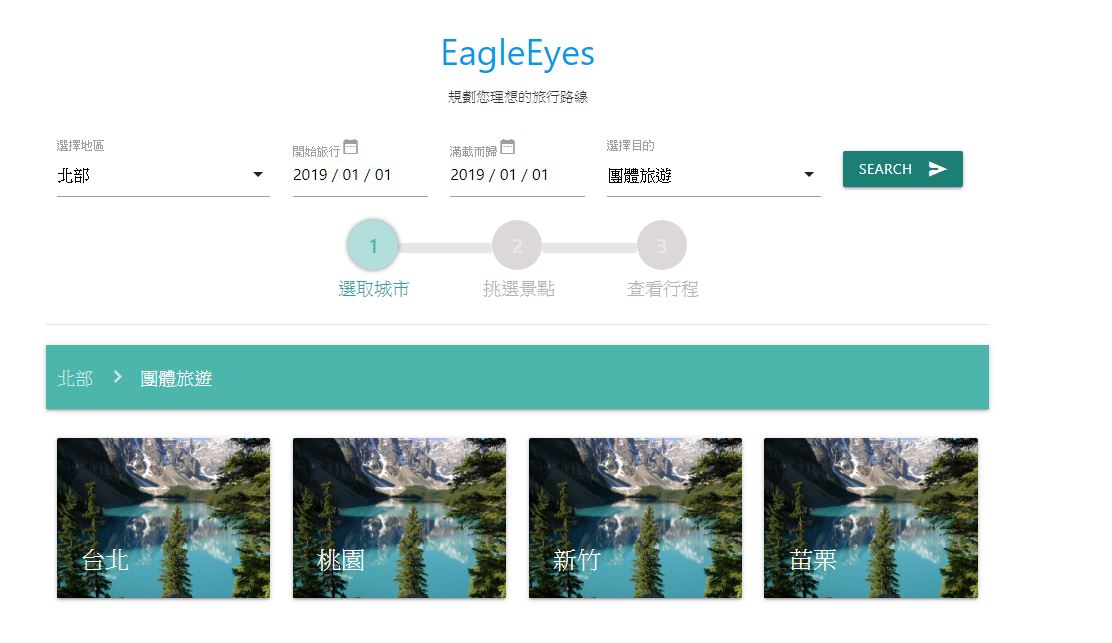 EagleEyes
規劃您理想的旅行路線
選擇地區
開始旅行
滿載而歸
選擇目的
北部
2019 / 01 / 01
2019 / 01 / 01
團體旅遊
SEARCH
1
2
3
選取城市
挑選景點
查看行程
北部 > 團體旅遊
台北
桃園
新竹
苗栗